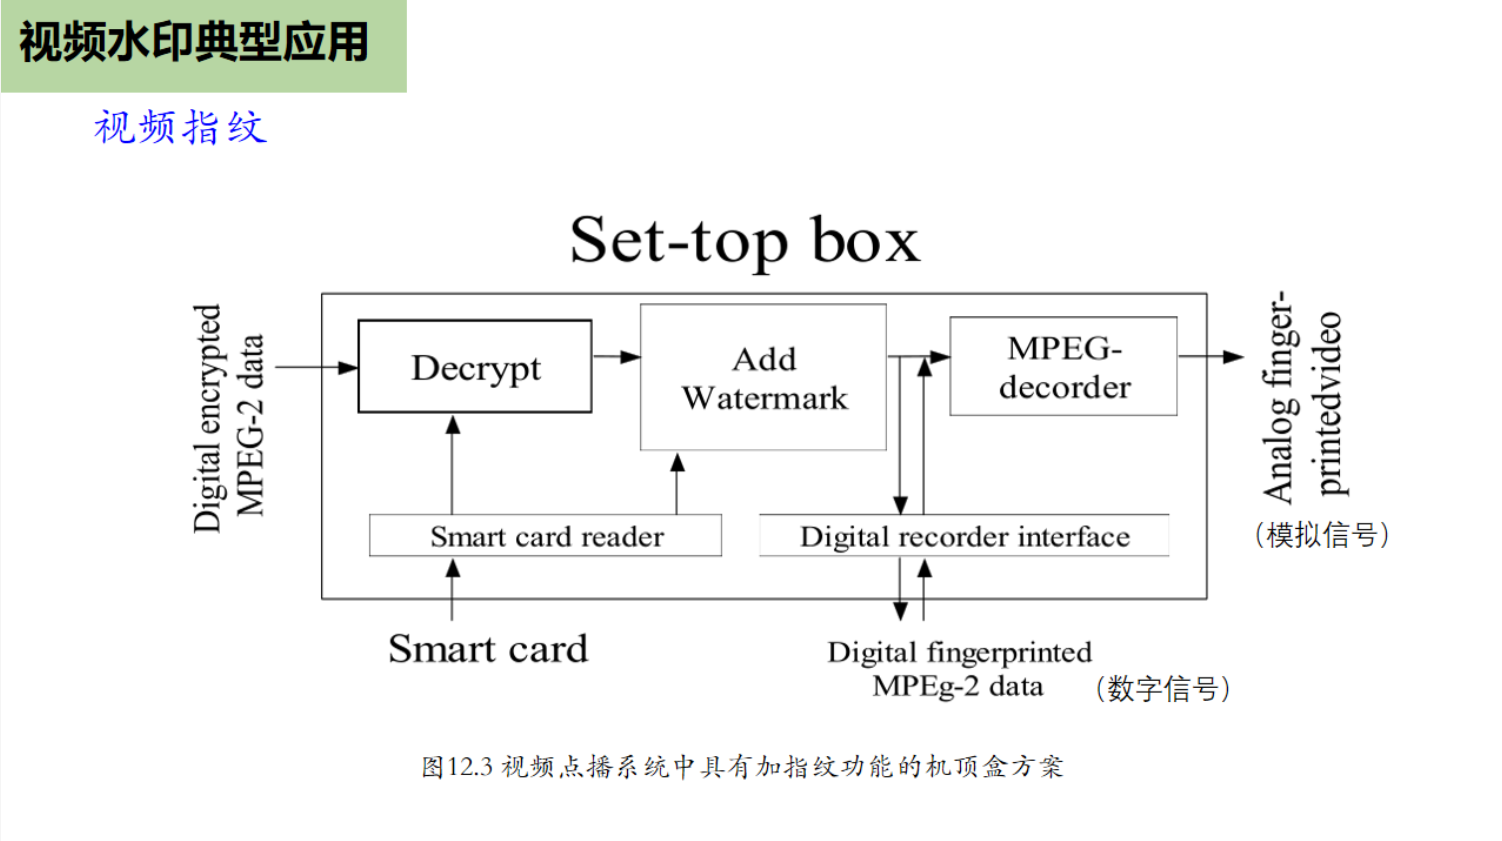 视频水印典型应用
视频指纹
Set-top box
Digital encrypted
MPEG-2 data
Decrypt
Add
Watermark
MPEG-
decorder
Analog finger-
printedvideo
（模拟信号）
Smart card reader
Digital recorder interface
Smart card
Digital fingerprinted
MPEg-2 data
（数字信号）
图12.3 视频点播系统中具有加指纹功能的机顶盒方案